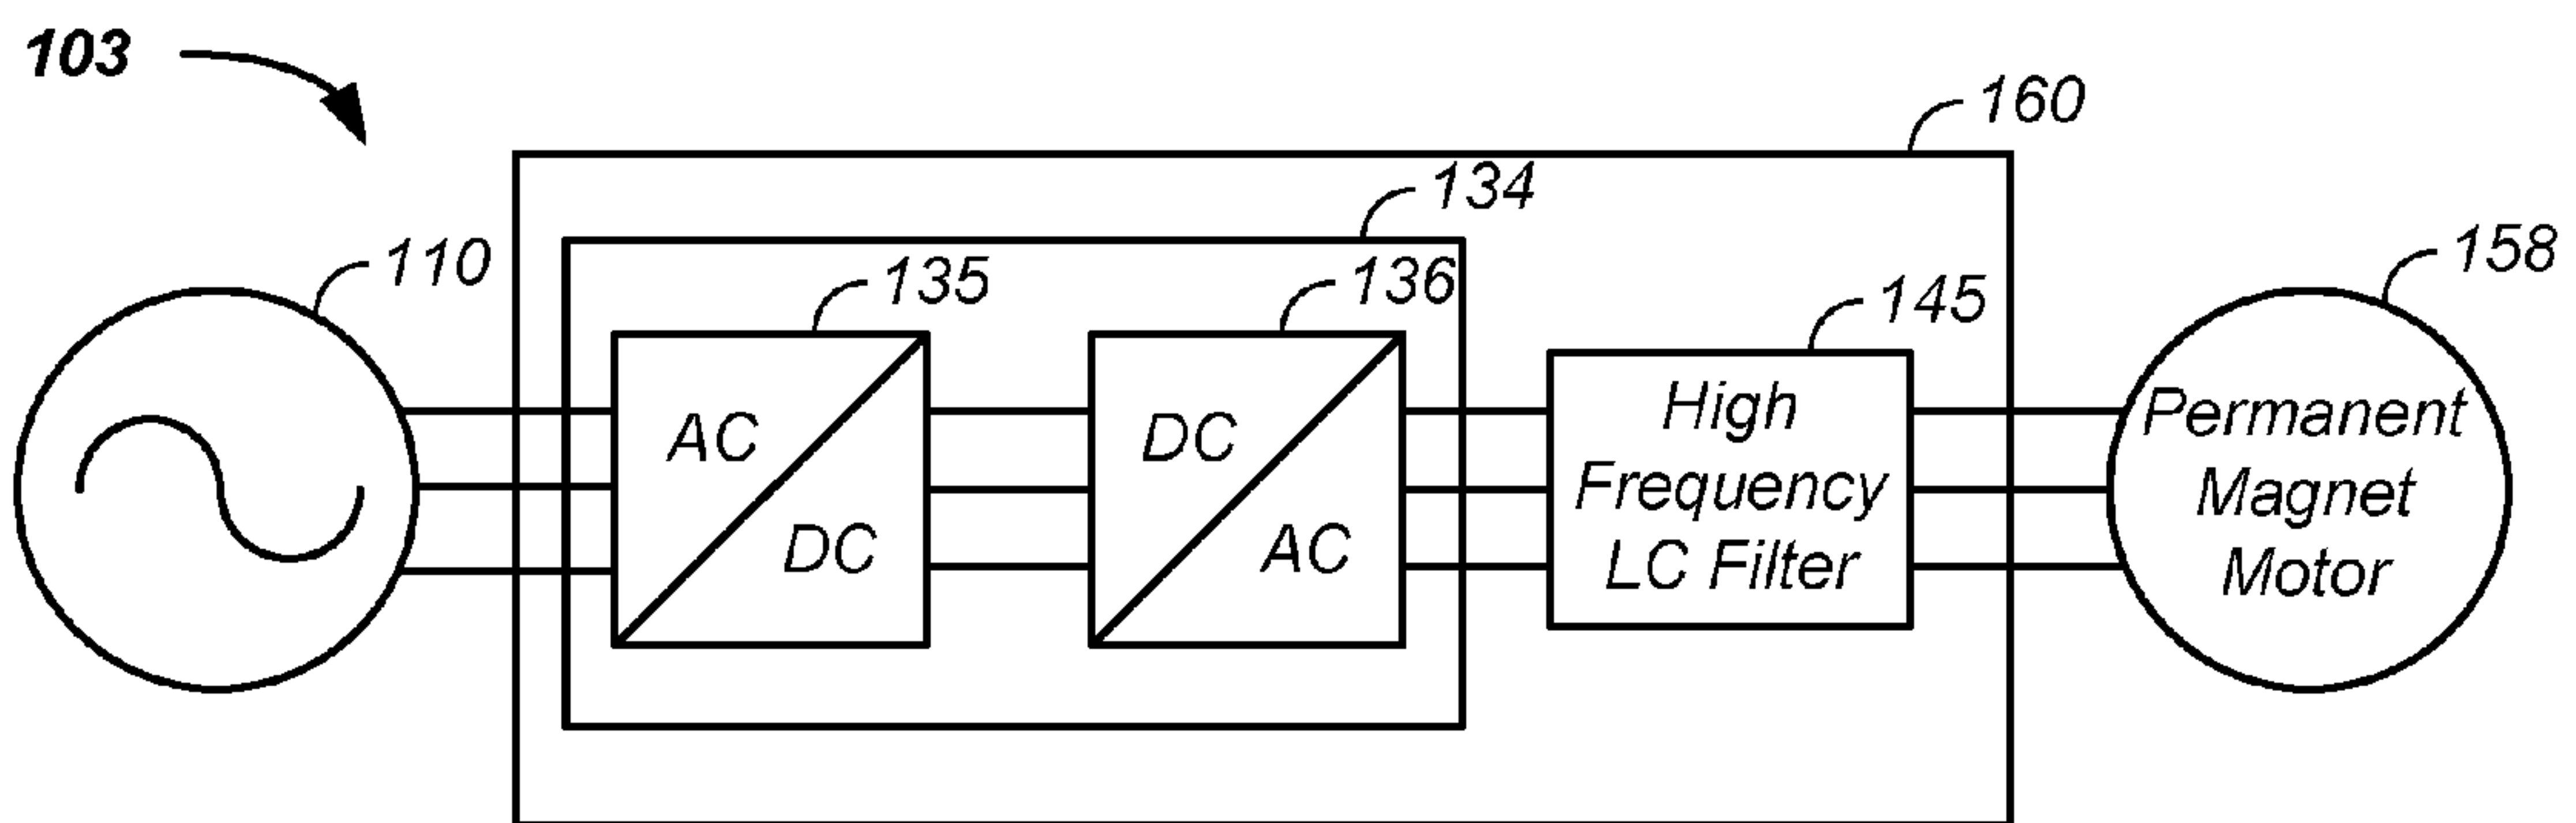 103
160
134
110
158
135
136
145
AC
DC
DC
AC
High
Frequency
LC Filter
Permanent
Magnet
Motor